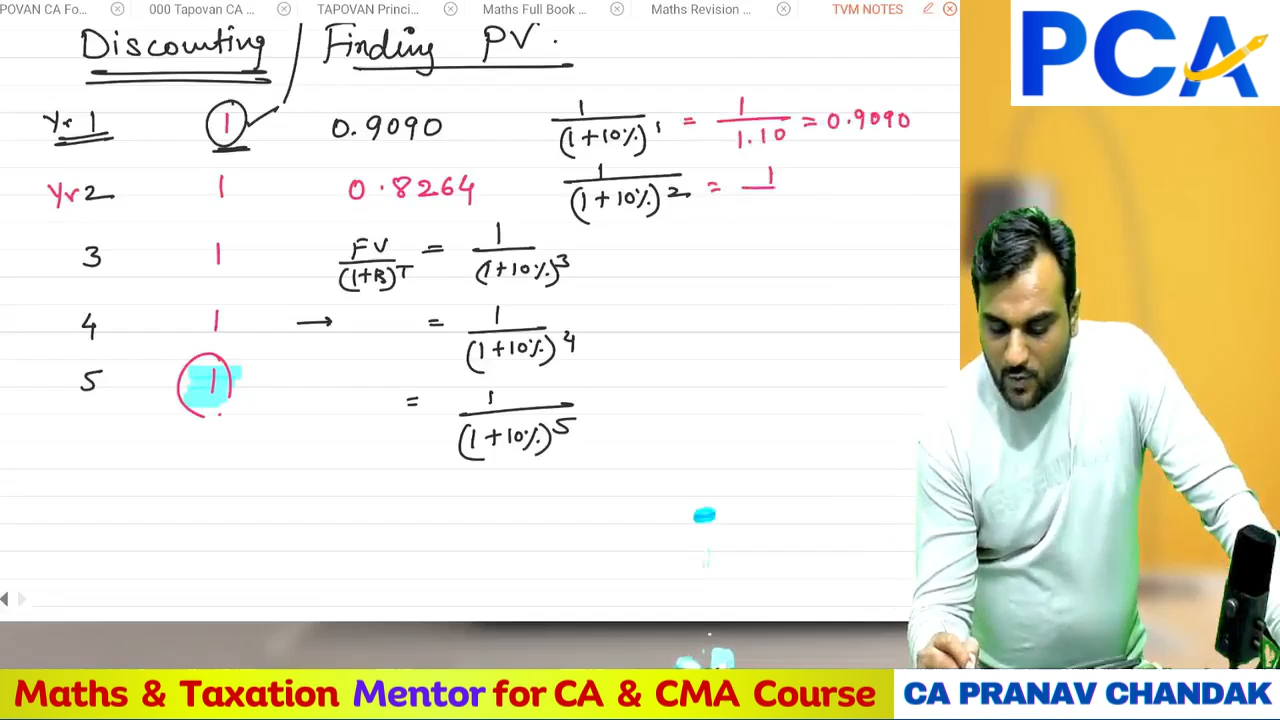 POVAN CA Fo... 000 Tapovan CA ... TAPOVAN Princi... Maths Full Book ... Maths Revision ... TVM NOTES
PCA
Discounting / Finding PV.
Yr 1 1 0.9090 1/(1+10%)^1 = 1/1.10 = 0.9090
Yr 2 1 0.8264 1/(1+10%)^2 = 1
3 1 FV/(1+R)^T = 1/(1+10%)^3
4 1 → = 1/(1+10%)^4
5 1 = 1/(1+10%)^5
Maths & Taxation Mentor for CA & CMA Course
CA PRANAV CHANDAK